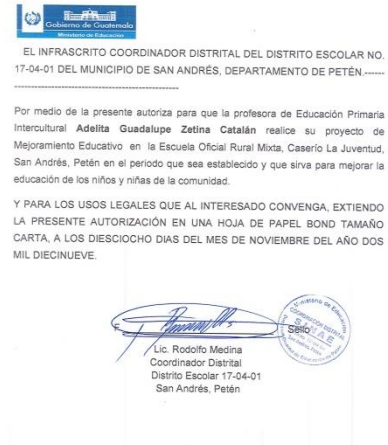 Gobierno de Guatemala
Ministerio de Educación
EL INFRASCRITO COORDINADOR DISTRITAL DEL DISTRITO ESCOLAR NO.
17-04-01 DEL MUNICIPIO DE SAN ANDRÉS, DEPARTAMENTO DE PETÉN.------
------------------------------------------------
Por medio de la presente autoriza para que la profesora de Educación Primaria
Intercultural Adelita Guadalupe Zetina Catalán realice su proyecto de
Mejoramiento Educativo en la Escuela Oficial Rural Mixta, Caserío La Juventud,
San Andrés, Petén en el periodo que sea establecido y que sirva para mejorar la
educación de los niños y niñas de la comunidad.
Y PARA LOS USOS LEGALES QUE AL INTERESADO CONVENGA, EXTIENDO
LA PRESENTE AUTORIZACIÓN EN UNA HOJA DE PAPEL BOND TAMAÑO
CARTA, A LOS DIESCIOCHO DIAS DEL MES DE NOVIEMBRE DEL AÑO DOS
MIL DIECINUEVE.
F
Sello
Ministerio de Educación
COORDINACION DISTRITAL
Lic. Rodolfo Medina
Coordinador Distrital
Distrito Escolar 17-04-01
San Andrés, Petén